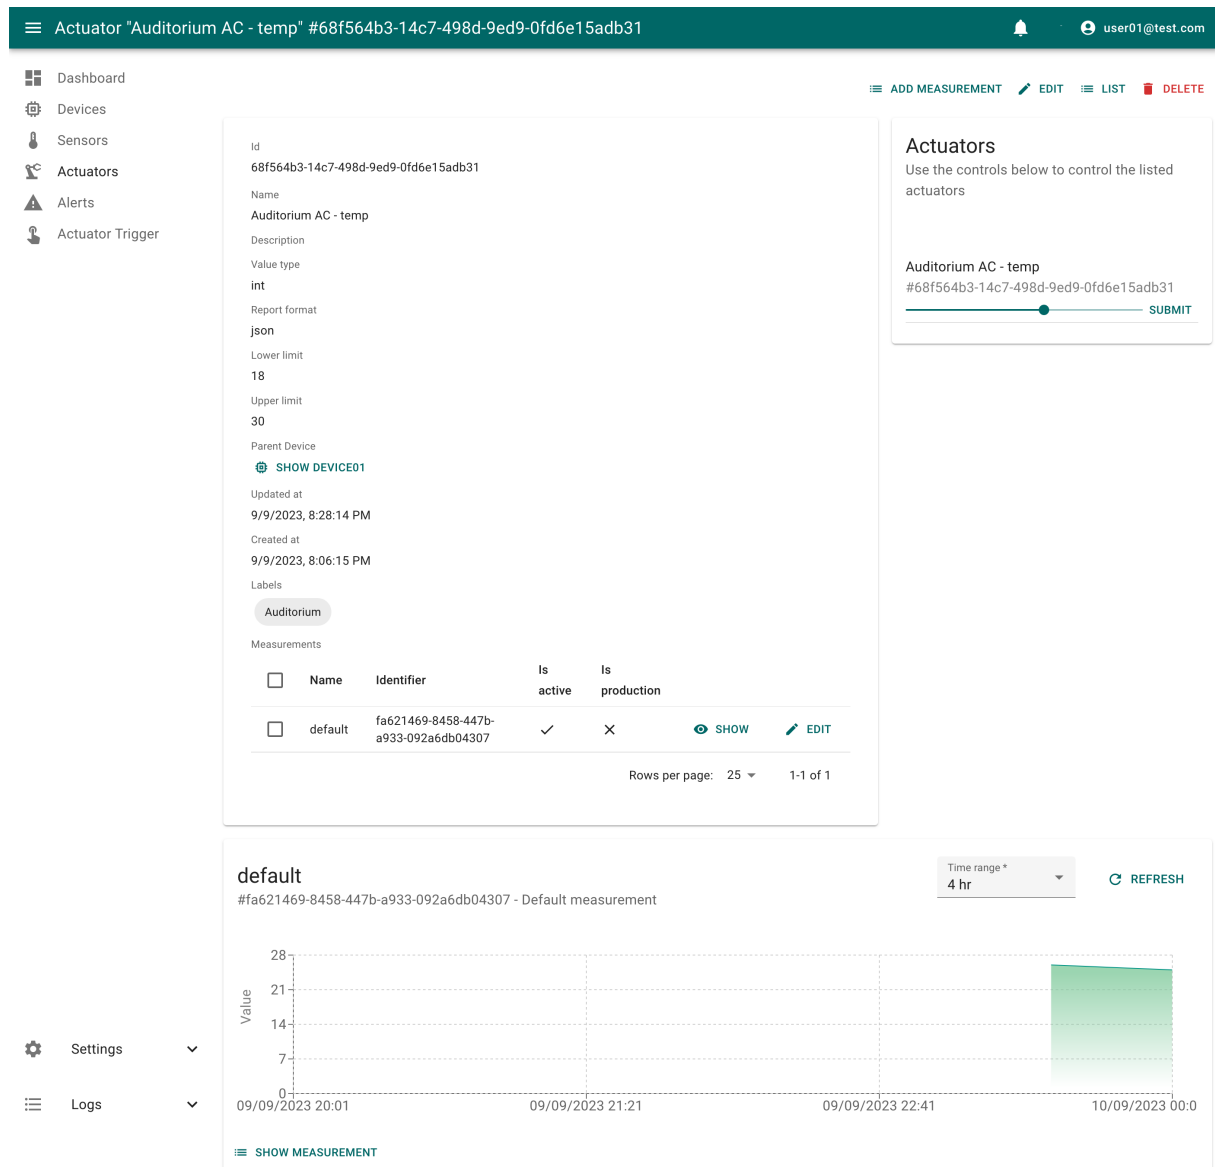 Actuator "Auditorium AC - temp" #68f564b3-14c7-498d-9ed9-0fd6e15adb31
user01@test.com
Dashboard
Devices
Sensors
Actuators
Alerts
Actuator Trigger
Settings
Logs
ADD MEASUREMENT EDIT LIST DELETE
Id
68f564b3-14c7-498d-9ed9-0fd6e15adb31
Name
Auditorium AC - temp
Description
Value type
int
Report format
json
Lower limit
18
Upper limit
30
Parent Device
SHOW DEVICE01
Updated at
9/9/2023, 8:28:14 PM
Created at
9/9/2023, 8:06:15 PM
Labels
Auditorium
Measurements
Name Identifier Is active Is production
default fa621469-8458-447b-
a933-092a6db04307 SHOW EDIT
Rows per page: 25 1-1 of 1
Actuators
Use the controls below to control the listed
actuators
Auditorium AC - temp
#68f564b3-14c7-498d-9ed9-0fd6e15adb31
SUBMIT
default
#fa621469-8458-447b-a933-092a6db04307 - Default measurement
Time range *
4 hr
REFRESH
Value
28
21
14
7
0
09/09/2023 20:01 09/09/2023 21:21 09/09/2023 22:41 10/09/2023 00:0
SHOW MEASUREMENT